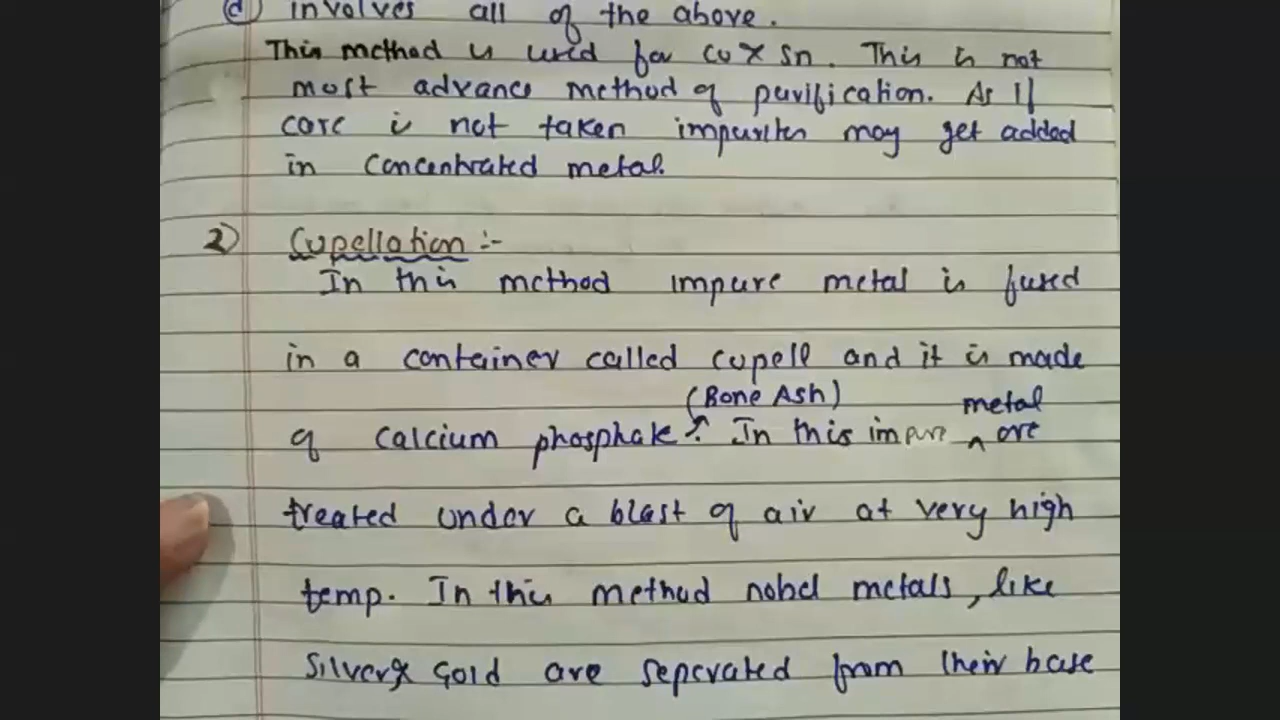 d) involves all of the above.
This method is used for Cu & Sn. This is not
most advance method of purification. As if
care is not taken impurites may get added
in concentrated metal.
2) Cupellation :-
In this method impure metal is fused
in a container called cupell and it is made
(Bone Ash) metal
of calcium phosphate. In this impure ^ are
treated under a blast of air at very high
temp. In this method nobel metals, like
Silver & Gold are seperated from their base